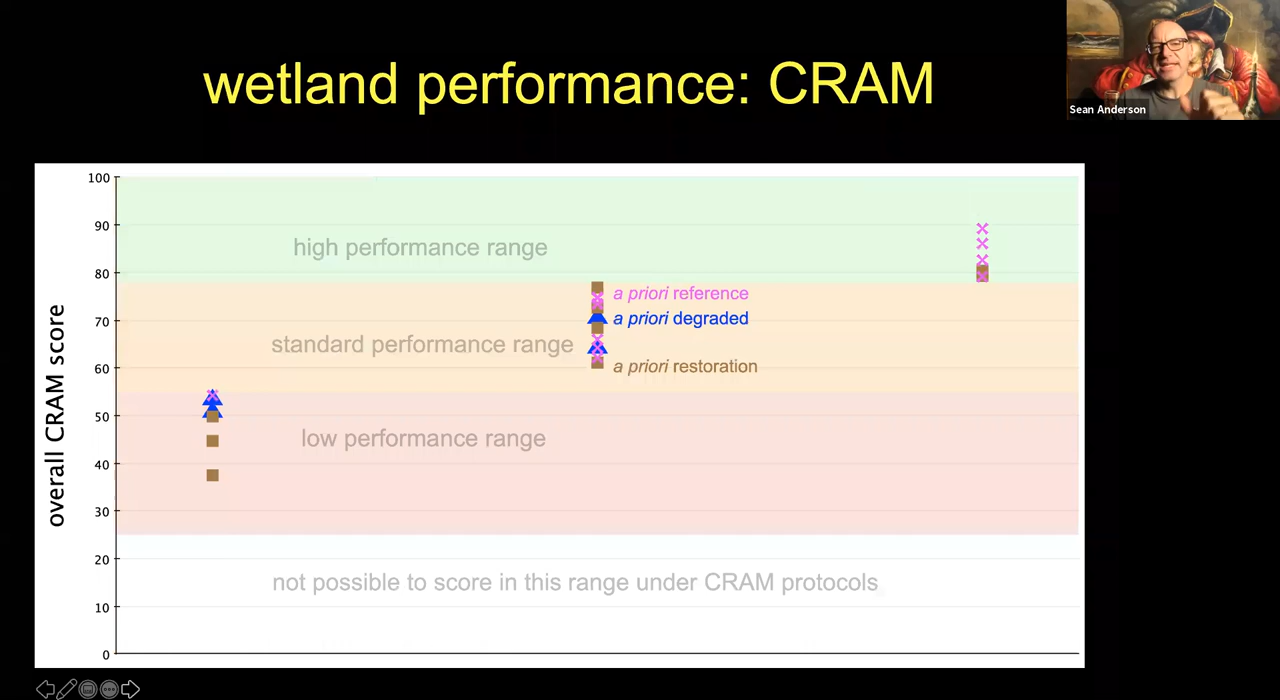 wetland performance: CRAM
Sean Anderson
100
90
80
70
60
50
40
30
20
10
0
overall CRAM score
high performance range
a priori reference
a priori degraded
standard performance range
a priori restoration
low performance range
not possible to score in this range under CRAM protocols